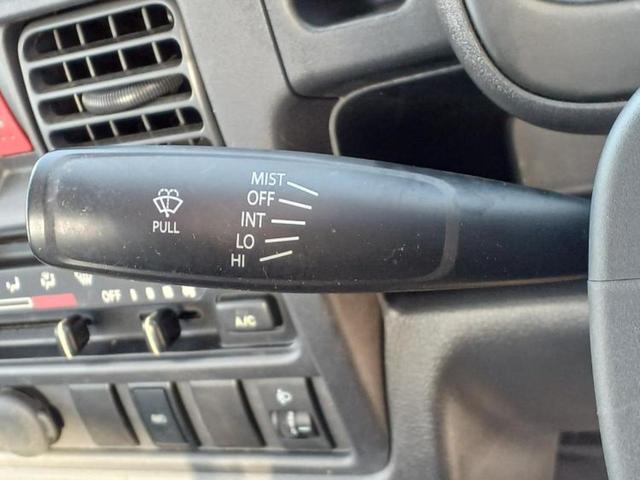 MIST
OFF
INT
LO
HI
PULL
OFF
A/C